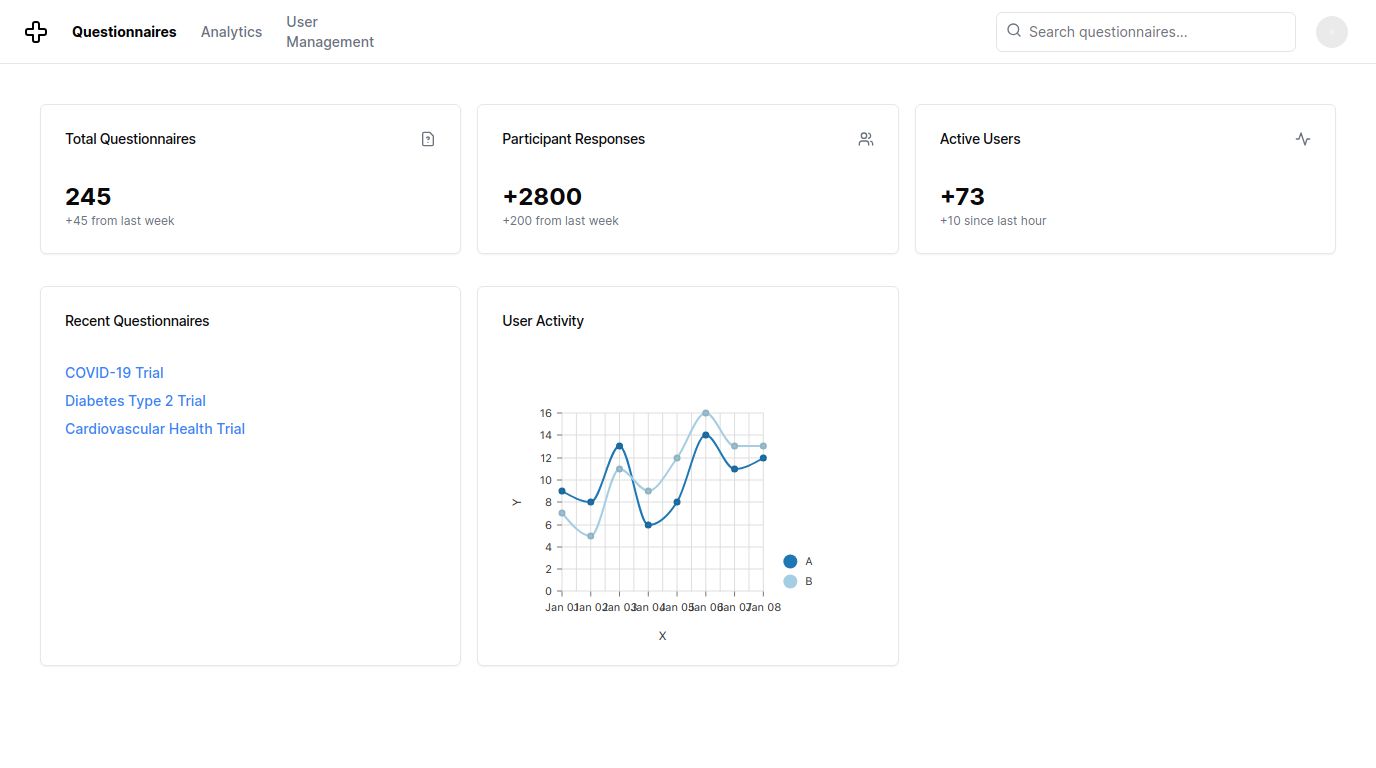 Questionnaires
Analytics
User
Management
Search questionnaires...
Total Questionnaires
245
+45 from last week
Participant Responses
+2800
+200 from last week
Active Users
+73
+10 since last hour
Recent Questionnaires
COVID-19 Trial
Diabetes Type 2 Trial
Cardiovascular Health Trial
User Activity
16
14
12
10
8
6
4
2
0
Y
Jan 01 Jan 02 Jan 03 Jan 04 Jan 05 Jan 06 Jan 07 Jan 08
X
A
B